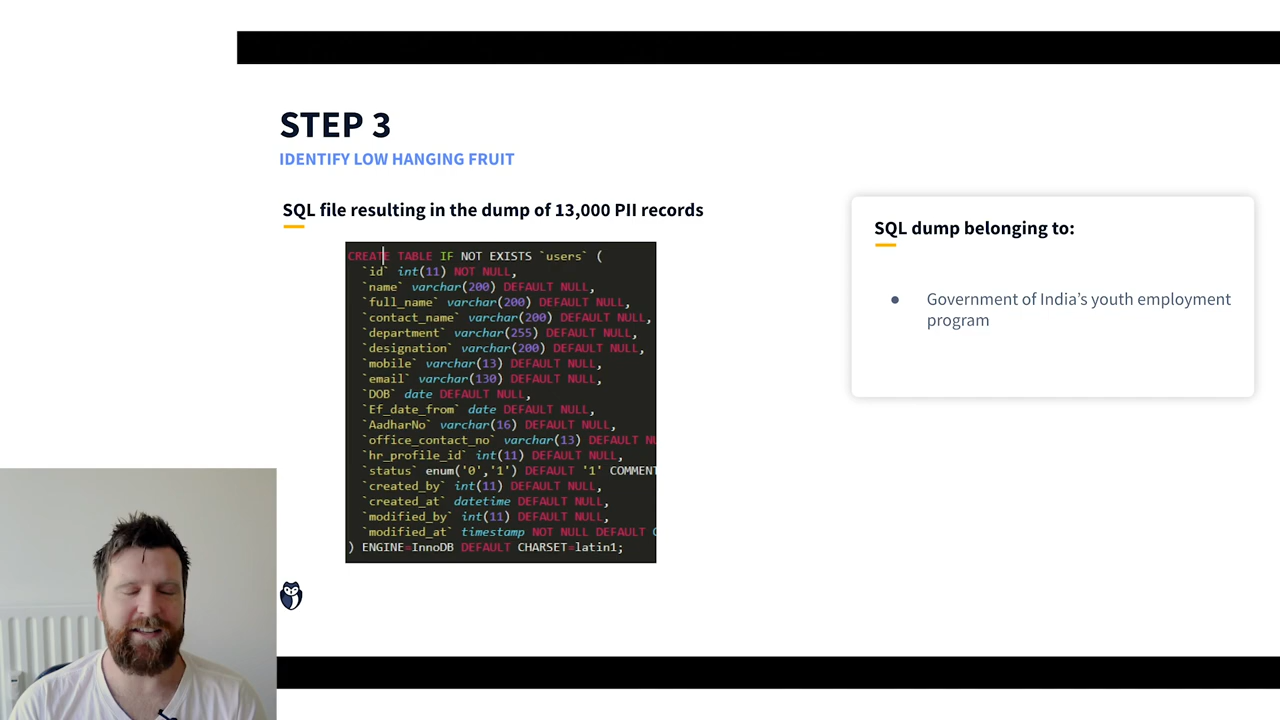 STEP 3
IDENTIFY LOW HANGING FRUIT
SQL file resulting in the dump of 13,000 PII records
CREATE TABLE IF NOT EXISTS `users` (
`id` int(11) NOT NULL,
`name` varchar(200) DEFAULT NULL,
`full_name` varchar(200) DEFAULT NULL,
`contact_name` varchar(200) DEFAULT NULL,
`department` varchar(255) DEFAULT NULL,
`designation` varchar(200) DEFAULT NULL,
`mobile` varchar(13) DEFAULT NULL,
`email` varchar(130) DEFAULT NULL,
`DOB` date DEFAULT NULL,
`Ef_date_from` date DEFAULT NULL,
`AadharNo` varchar(16) DEFAULT NULL,
`office_contact_no` varchar(13) DEFAULT NU
`hr_profile_id` int(11) DEFAULT NULL,
`status` enum('0','1') DEFAULT '1' COMMENT
`created_by` int(11) DEFAULT NULL,
`created_at` datetime DEFAULT NULL,
`modified_by` int(11) DEFAULT NULL,
`modified_at` timestamp NOT NULL DEFAULT C
) ENGINE=InnoDB DEFAULT CHARSET=latin1;
SQL dump belonging to:
● Government of India’s youth employment
program